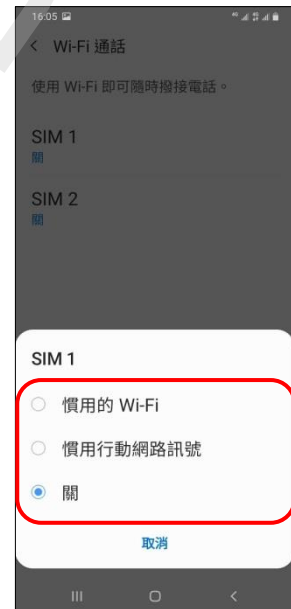 16:05
Wi-Fi 通話
使用 Wi-Fi 即可隨時撥接電話。
SIM 1
關
SIM 2
關
SIM 1
慣用的 Wi-Fi
慣用行動網路訊號
關
取消